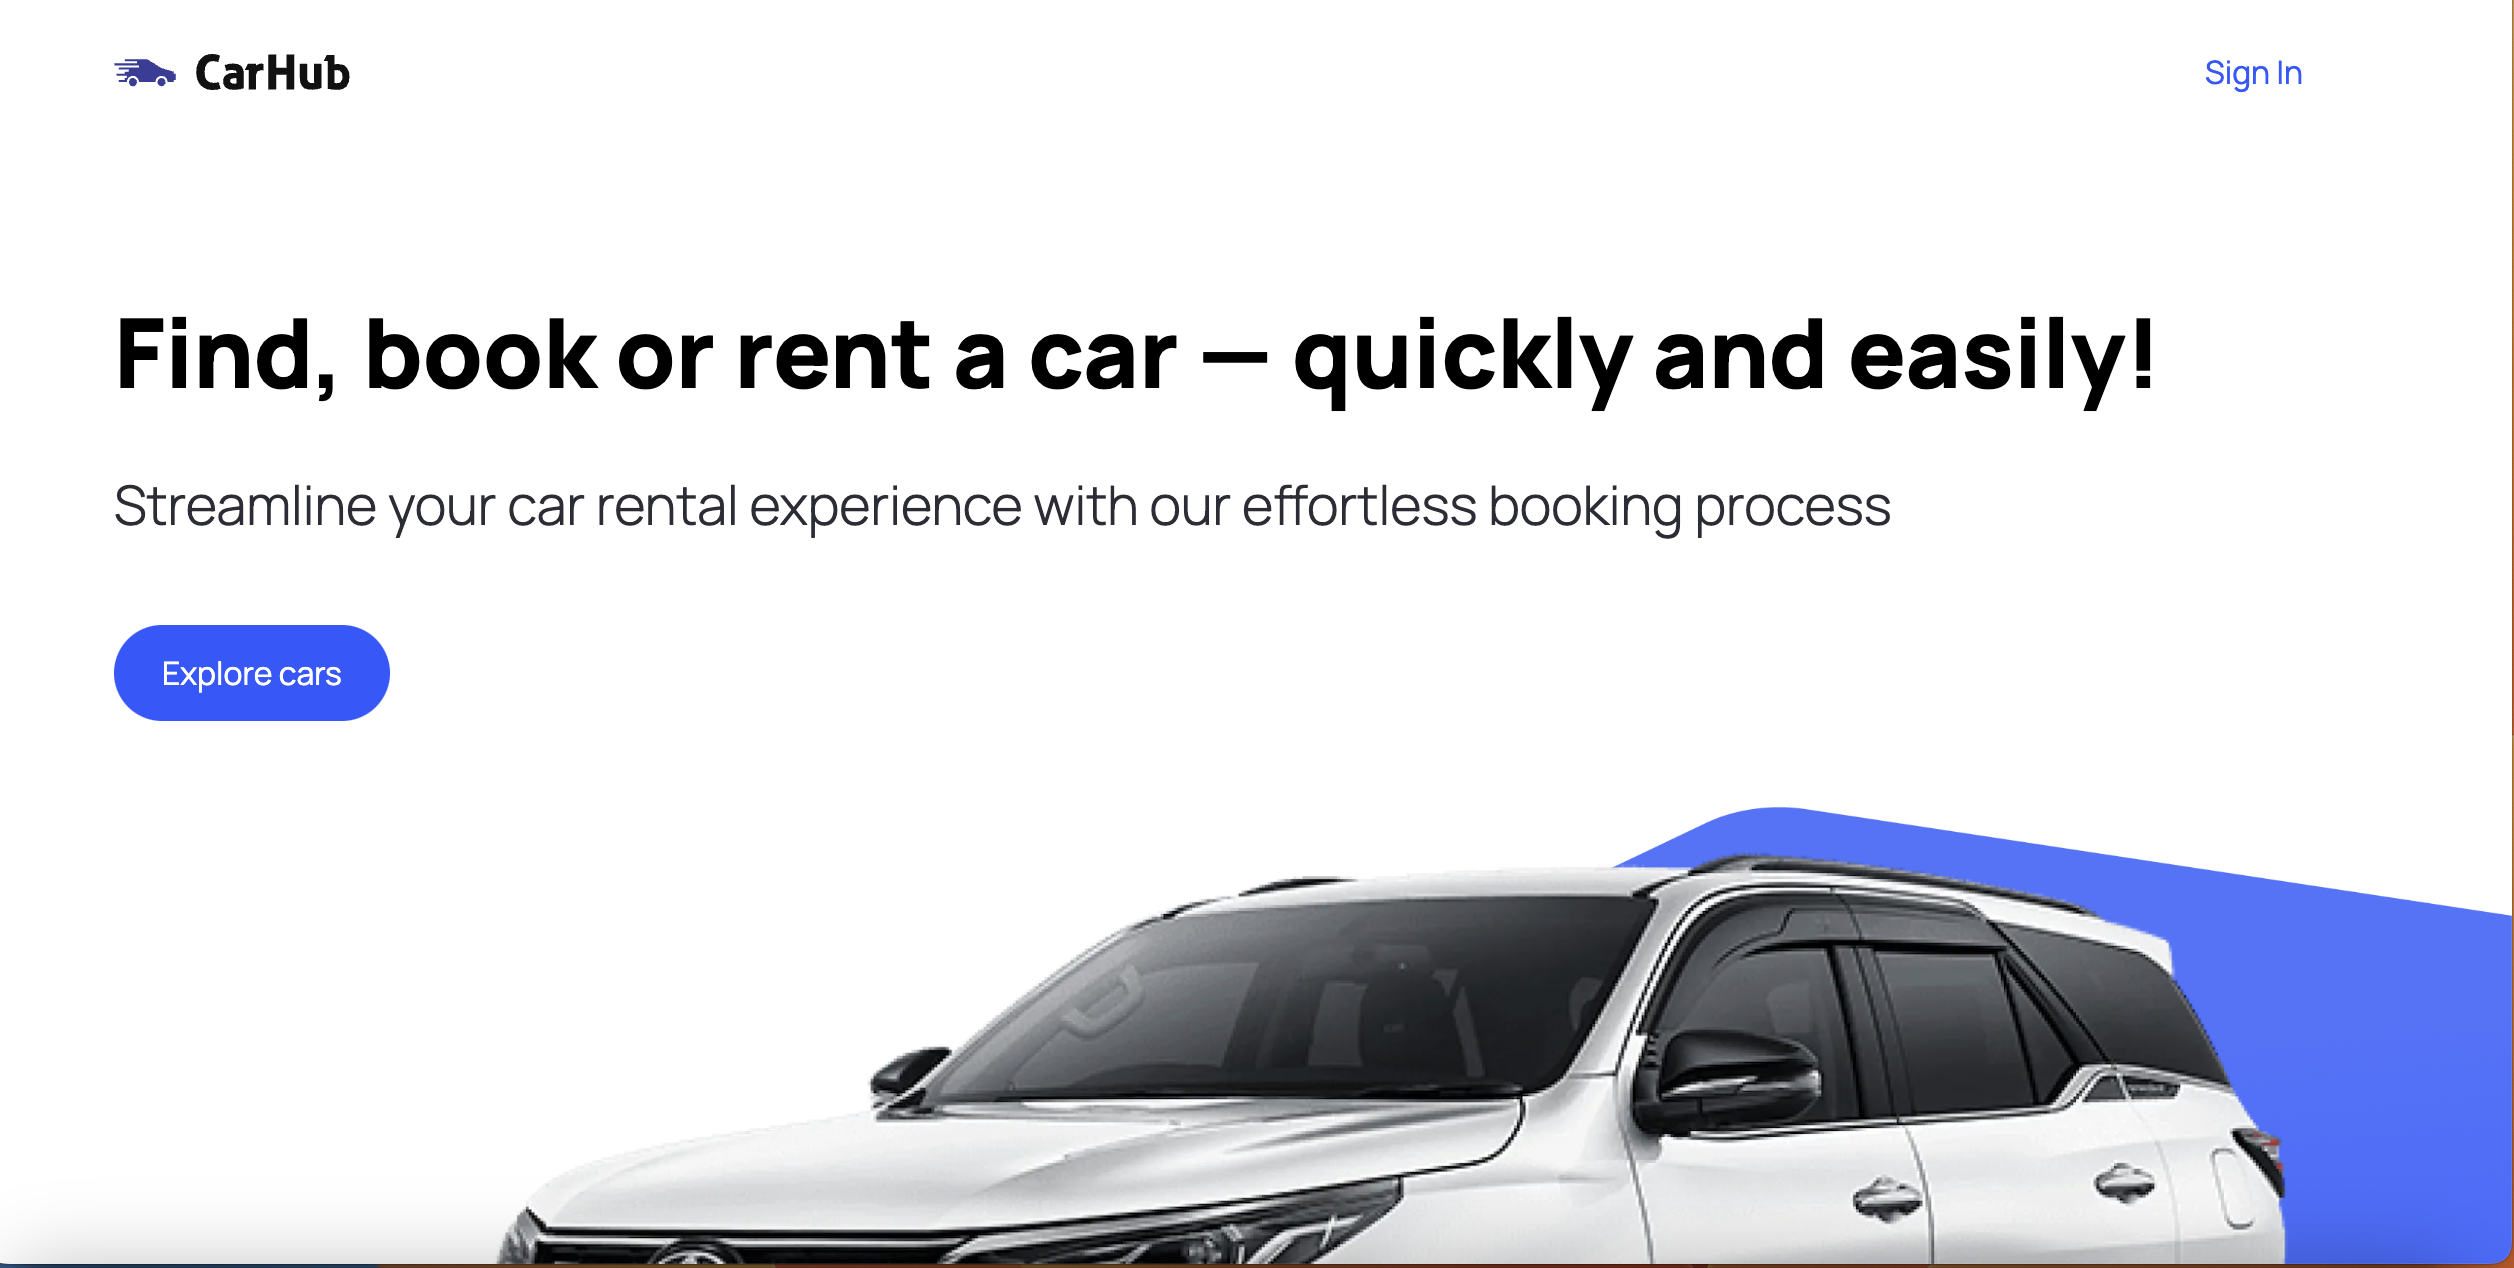 CarHub
Sign In
Find, book or rent a car — quickly and easily!
Streamline your car rental experience with our effortless booking process
Explore cars